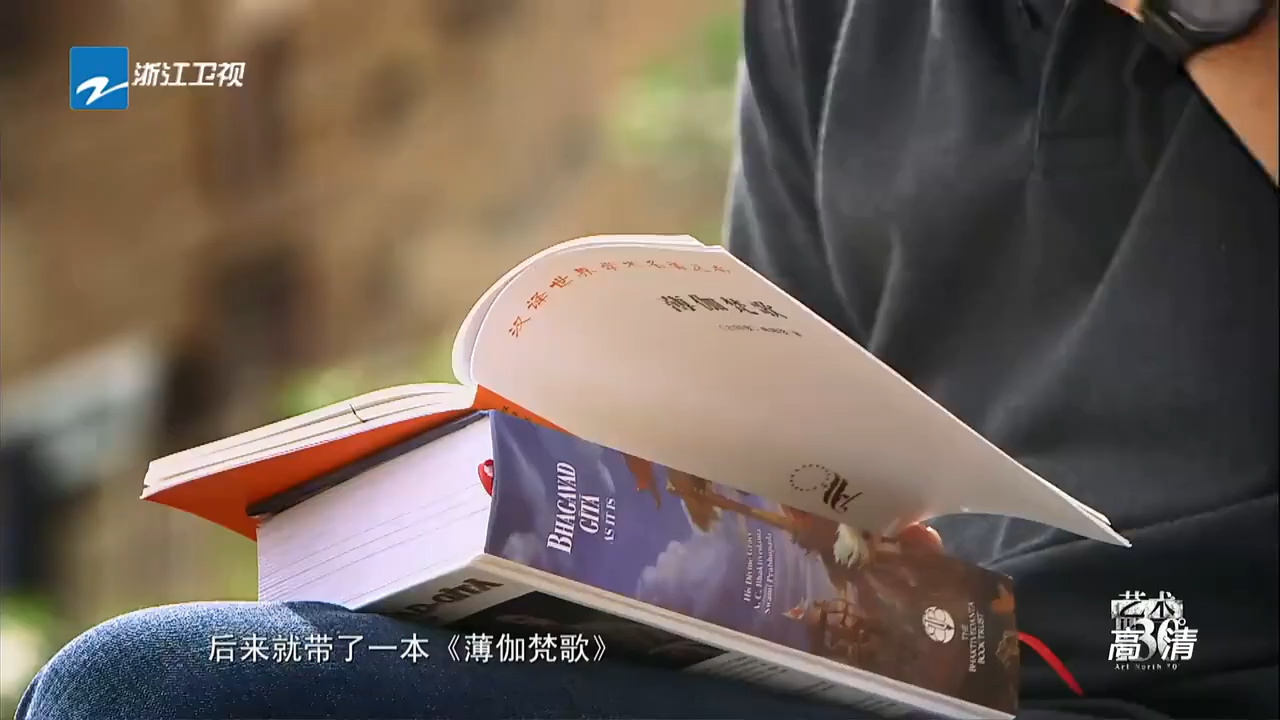 浙江卫视
汉译世界学术名著丛书
薄伽梵歌
BHAGAVAD
GITA
AS IT IS
His Divine Grace
A. C. Bhaktivedanta
Swami Prabhupada
THE
BHAKTIVEDANTA
BOOK TRUST
D-GITA
后来就带了一本《薄伽梵歌》
艺术
30°
高清